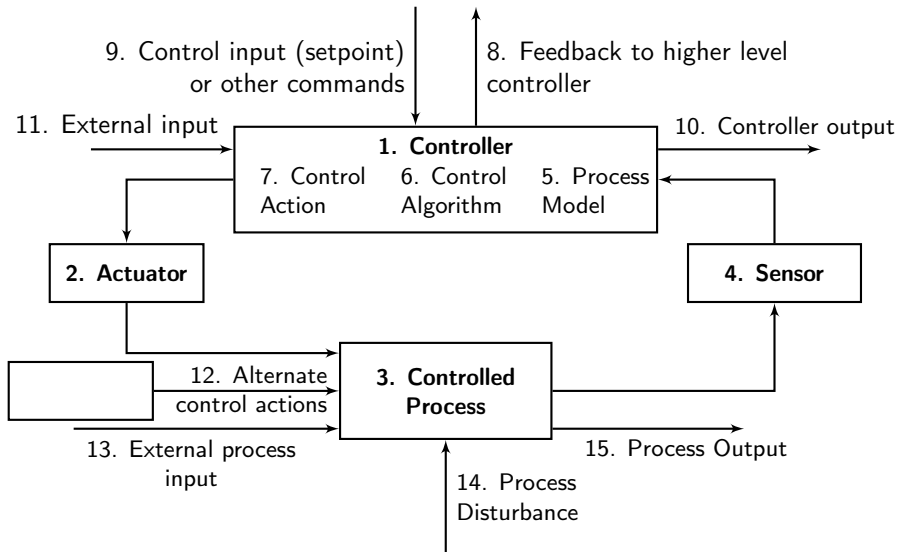 9. Control input (setpoint)
or other commands
8. Feedback to higher level
controller
11. External input
10. Controller output
1. Controller
7. Control
Action
6. Control
Algorithm
5. Process
Model
2. Actuator
4. Sensor
12. Alternate
control actions
3. Controlled
Process
13. External process
input
15. Process Output
14. Process
Disturbance